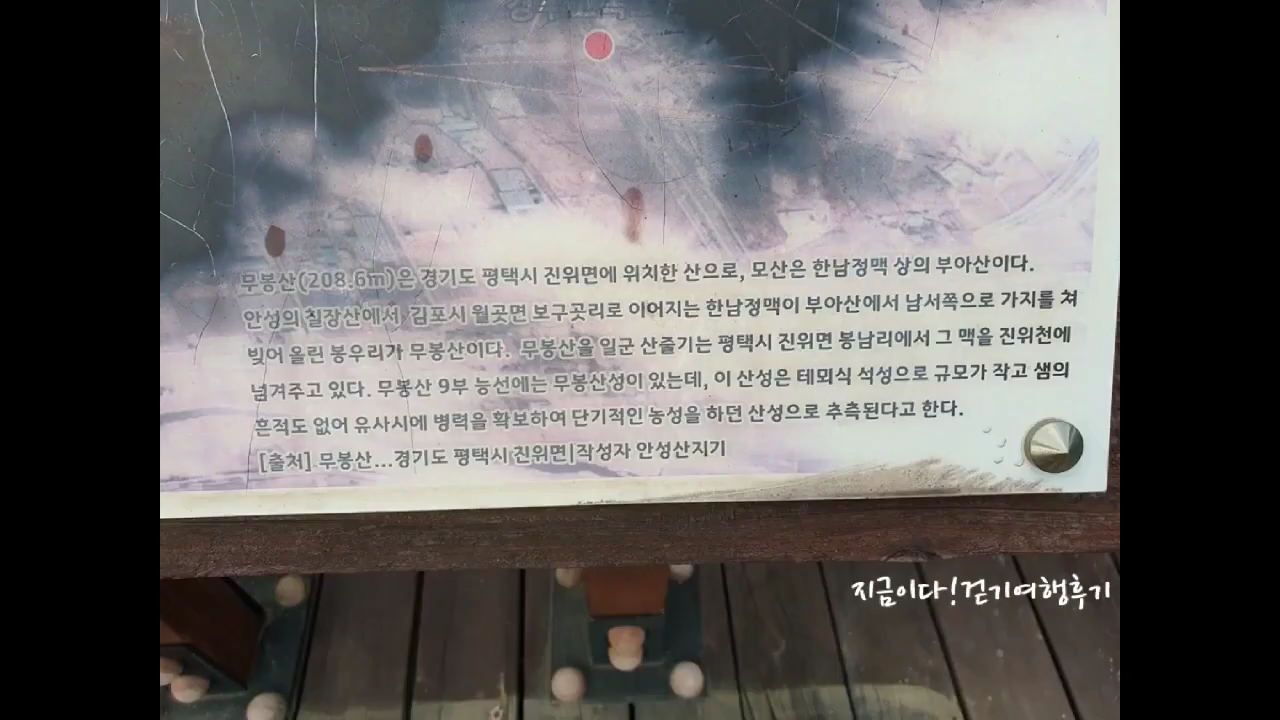 무봉산(208.6m)은 경기도 평택시 진위면에 위치한 산으로, 모산은 한남정맥 상의 부아산이다.
안성의 칠장산에서 김포시 월곶면 보구곳리로 이어지는 한남정맥이 부아산에서 남서쪽으로 가지를 쳐
빚어 올린 봉우리가 무봉산이다. 무봉산을 일군 산줄기는 평택시 진위면 봉남리에서 그 맥을 진위천에
넘겨주고 있다. 무봉산 9부 능선에는 무봉산성이 있는데, 이 산성은 테뫼식 석성으로 규모가 작고 샘의
흔적도 없어 유사시에 병력을 확보하여 단기적인 농성을 하던 산성으로 추측된다고 한다.
[출처] 무봉산...경기도 평택시 진위면|작성자 안성산지기
지금이다!걷기여행후기